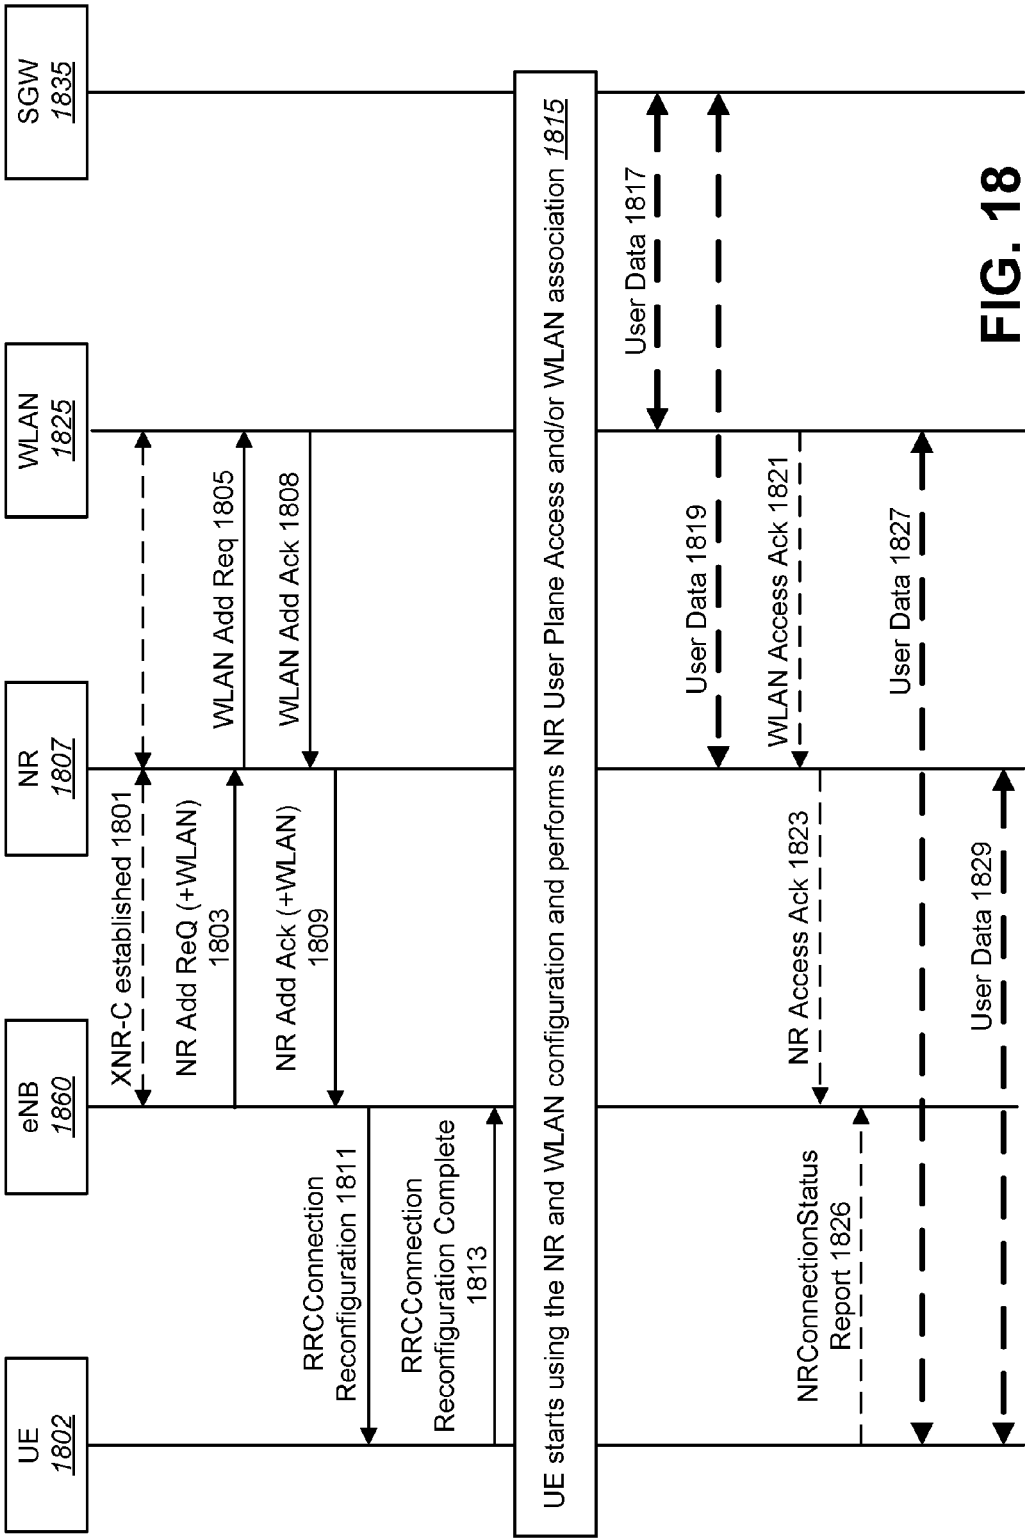 UE
1802
eNB
1860
NR
1807
WLAN
1825
SGW
1835
XNR-C established 1801
NR Add ReQ (+WLAN)
1803
WLAN Add Req 1805
WLAN Add Ack 1808
NR Add Ack (+WLAN)
1809
RRCConnection
Reconfiguration 1811
RRCConnection
Reconfiguration Complete
1813
UE starts using the NR and WLAN configuration and performs NR User Plane Access and/or WLAN association 1815
User Data 1817
User Data 1819
WLAN Access Ack 1821
NR Access Ack 1823
NRConnectionStatus
Report 1826
User Data 1827
User Data 1829
FIG. 18